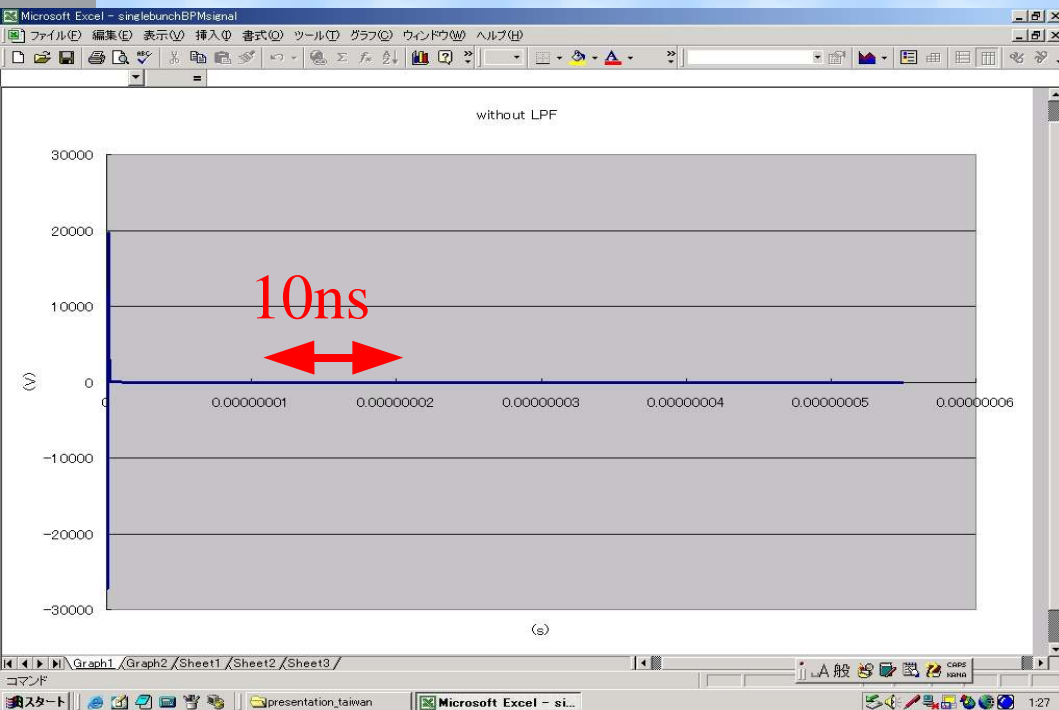 Microsoft Excel - singlebunchBPMsignal
ファイル(F) 編集(E) 表示(V) 挿入(I) 書式(O) ツール(T) グラフ(C) ウィンドウ(W) ヘルプ(H)
=
without LPF
30000
20000
10000
0
-10000
-20000
-30000
(V)
10ns
0 0.00000001 0.00000002 0.00000003 0.00000004 0.00000005 0.00000006
(s)
Graph1 Graph2 Sheet1 Sheet2 Sheet3
コマンド
A 般 CAPS KANA
スタート presentation_taiwan Microsoft Excel - si... 1:27